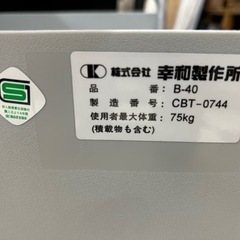 株式会社 幸和製作所
品番：B-40
製造番号：CBT-0744
使用者最大体重：75kg
(積載物も含む)